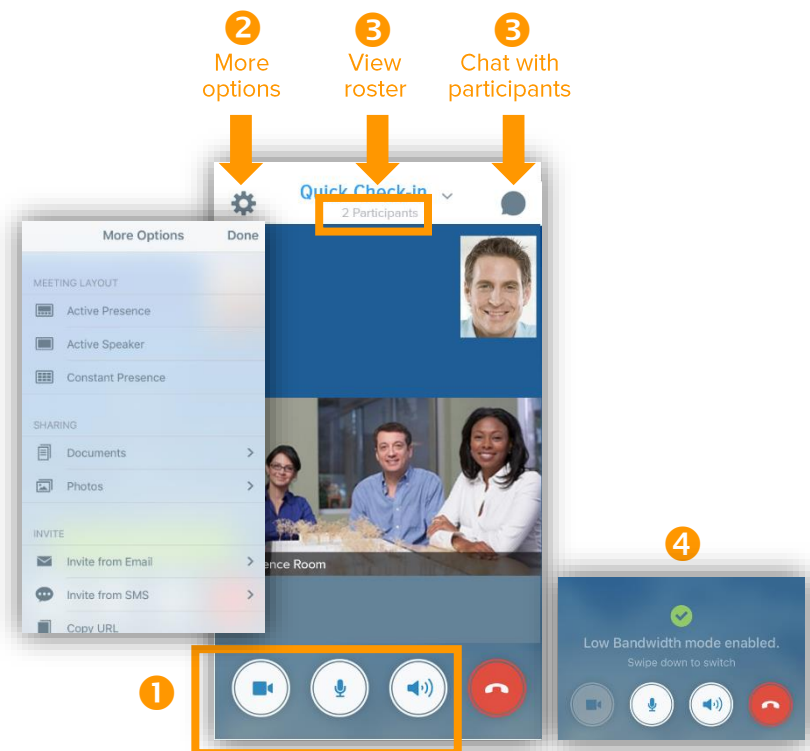 2
More
options
3
View
roster
3
Chat with
participants
Quick Check-in
2 Participants
More Options
Done
MEETING LAYOUT
Active Presence
Active Speaker
Constant Presence
SHARING
Documents
Photos
INVITE
Invite from Email
Invite from SMS
Copy URL
ence Room
1
4
Low Bandwidth mode enabled.
Swipe down to switch